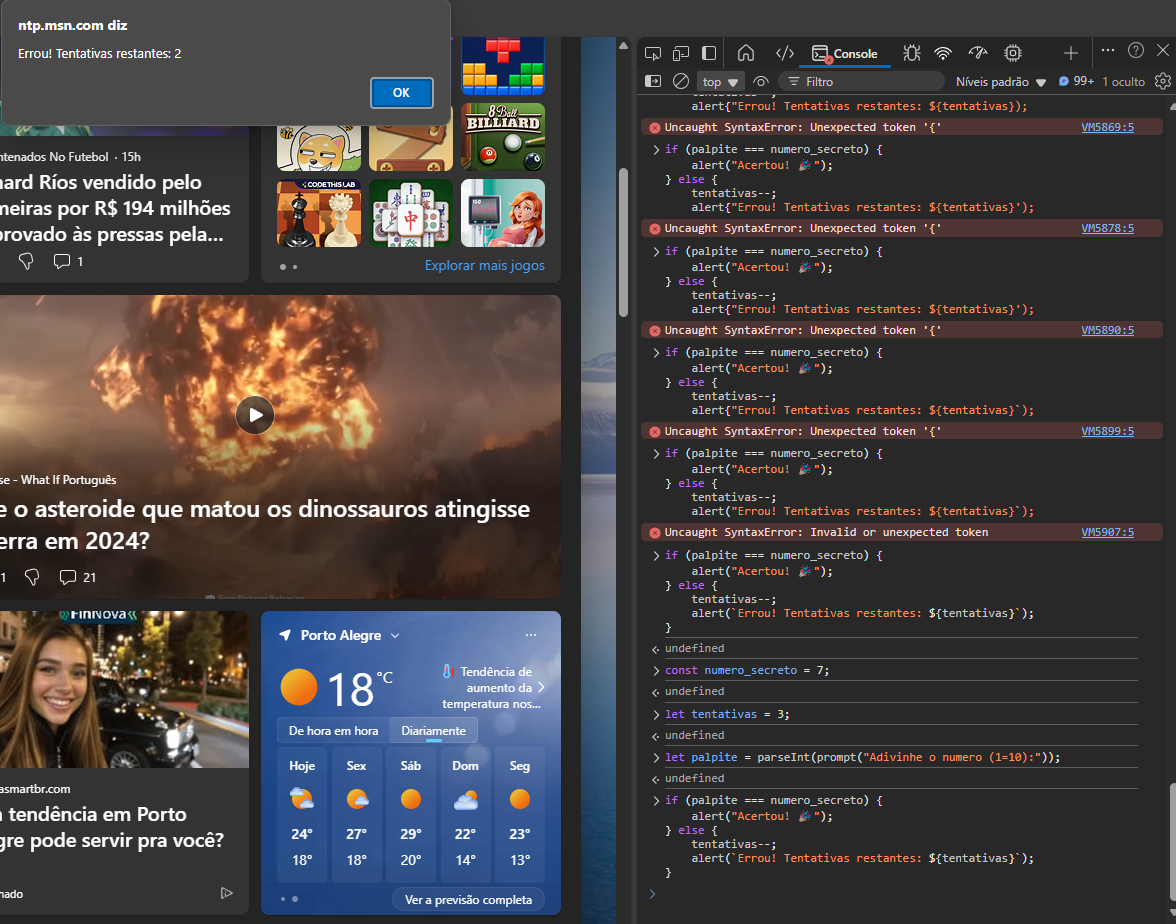 ntp.msn.com diz
Errou! Tentativas restantes: 2
OK
ntenados No Futebol · 15h
hard Ríos vendido pelo
meiras por R$ 194 milhões
provado às pressas pela...
1
8 Ball
BILLIARD
CODE THIS LAB
中
Explorar mais jogos
se - What If Português
e o asteroide que matou os dinossauros atingisse
erra em 2024?
1
21
Sony Pictures Releasing
FinNova
asmartbr.com
a tendência em Porto
gre pode servir pra você?
nado
Porto Alegre
...
18 °C
Tendência de
aumento da
temperatura nos...
De hora em hora
Diariamente
Hoje Sex Sáb Dom Seg
24° 27° 29° 22° 23°
18° 18° 20° 14° 13°
Ver a previsão completa
Console
top
Filtro
Níveis padrão
99+
1 oculto
alert{"Errou! Tentativas restantes: ${tentativas});
Uncaught SyntaxError: Unexpected token '{' VM5869:5
> if (palpite === numero_secreto) {
alert("Acertou! 🎉");
} else {
tentativas--;
alert{"Errou! Tentativas restantes: ${tentativas}');
Uncaught SyntaxError: Unexpected token '{' VM5878:5
> if (palpite === numero_secreto) {
alert("Acertou! 🎉");
} else {
tentativas--;
alert{"Errou! Tentativas restantes: ${tentativas}');
Uncaught SyntaxError: Unexpected token '{' VM5890:5
> if (palpite === numero_secreto) {
alert("Acertou! 🎉");
} else {
tentativas--;
alert{"Errou! Tentativas restantes: ${tentativas}`);
Uncaught SyntaxError: Unexpected token '{' VM5899:5
> if (palpite === numero_secreto) {
alert("Acertou! 🎉");
} else {
tentativas--;
alert("Errou! Tentativas restantes: ${tentativas}`);
Uncaught SyntaxError: Invalid or unexpected token VM5907:5
> if (palpite === numero_secreto) {
alert("Acertou! 🎉");
} else {
tentativas--;
alert(`Errou! Tentativas restantes: ${tentativas}`);
}
undefined
> const numero_secreto = 7;
undefined
> let tentativas = 3;
undefined
> let palpite = parseInt(prompt("Adivinhe o numero (1=10):"));
undefined
> if (palpite === numero_secreto) {
alert("Acertou! 🎉");
} else {
tentativas--;
alert(`Errou! Tentativas restantes: ${tentativas}`);
}
>